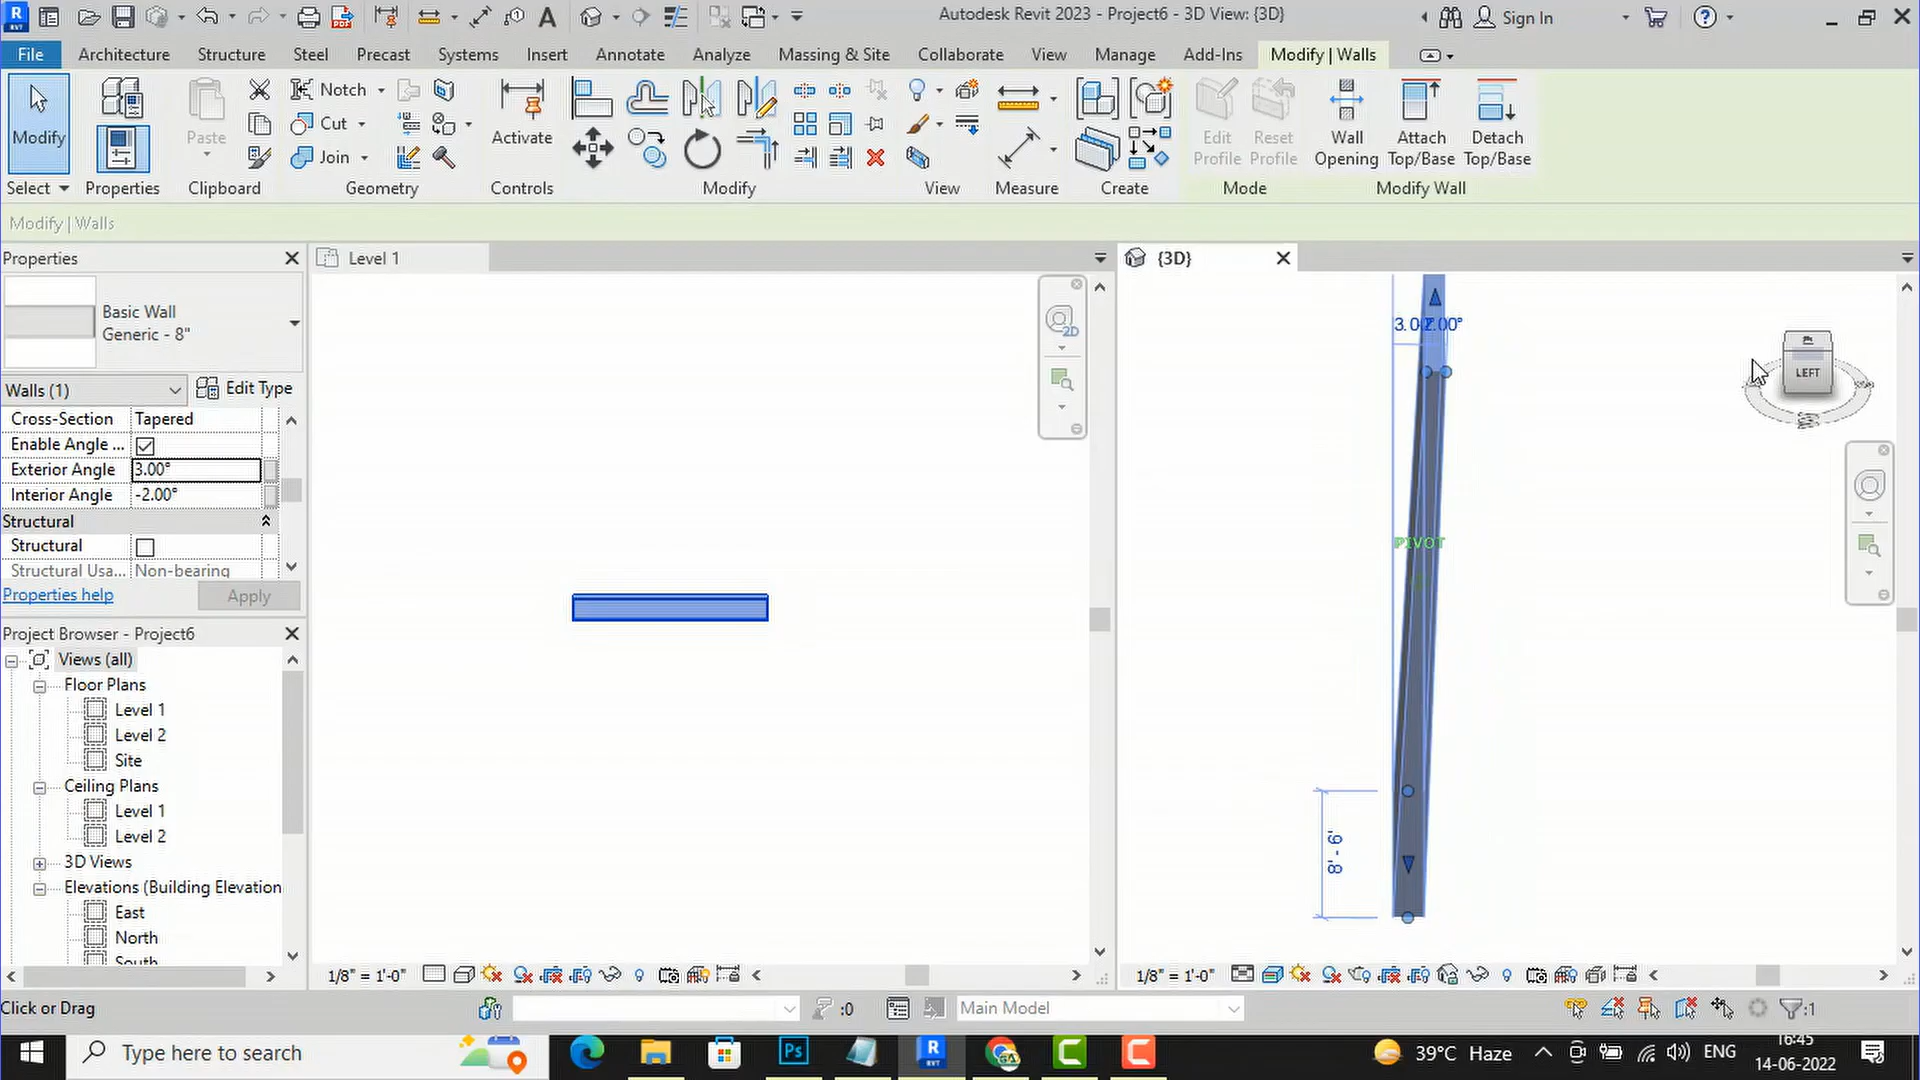 Autodesk Revit 2023 - Project6 - 3D View: {3D}
Sign In
File
Architecture
Structure
Steel
Precast
Systems
Insert
Annotate
Analyze
Massing & Site
Collaborate
View
Manage
Add-Ins
Modify | Walls
Modify
Paste
Notch
Cut
Join
Activate
Edit Profile
Reset Profile
Wall Opening
Attach Top/Base
Detach Top/Base
Select
Properties
Clipboard
Geometry
Controls
Modify
View
Measure
Create
Mode
Modify Wall
Modify | Walls
Properties
Level 1
{3D}
Basic Wall
Generic - 8"
Walls (1)
Edit Type
Cross-Section Tapered
Enable Angle ...
Exterior Angle 3.00°
Interior Angle -2.00°
Structural
Structural
Structural Usa... Non-bearing
Properties help
Apply
Project Browser - Project6
Views (all)
Floor Plans
Level 1
Level 2
Site
Ceiling Plans
Level 1
Level 2
3D Views
Elevations (Building Elevation
East
North
South
2D
PIVOT
8' - 6"
LEFT
1/8" = 1'-0"
1/8" = 1'-0"
Click or Drag
:0
Main Model
:1
Type here to search
39°C Haze
ENG
16:45
14-06-2022